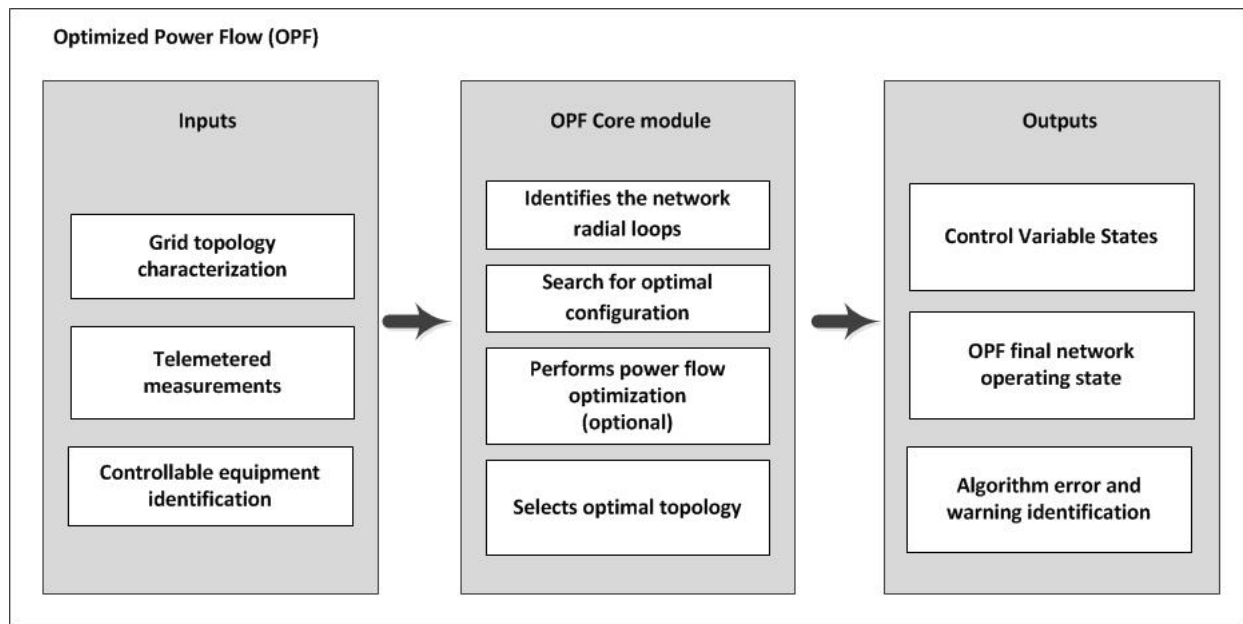 Optimized Power Flow (OPF)
Inputs
Grid topology
characterization
Telemetered
measurements
Controllable equipment
identification
OPF Core module
Identifies the network
radial loops
Search for optimal
configuration
Performs power flow
optimization
(optional)
Selects optimal topology
Outputs
Control Variable States
OPF final network
operating state
Algorithm error and
warning identification